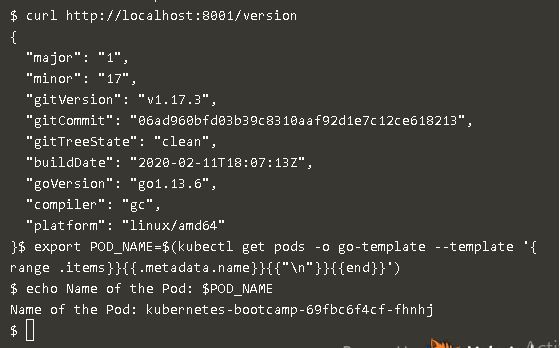 $ curl http://localhost:8001/version
{
  "major": "1",
  "minor": "17",
  "gitVersion": "v1.17.3",
  "gitCommit": "06ad960bfd03b39c8310aaf92d1e7c12ce618213",
  "gitTreeState": "clean",
  "buildDate": "2020-02-11T18:07:13Z",
  "goVersion": "go1.13.6",
  "compiler": "gc",
  "platform": "linux/amd64"
}$ export POD_NAME=$(kubectl get pods -o go-template --template '{
range .items}}{{.metadata.name}}{{"\n"}}{{end}}')
$ echo Name of the Pod: $POD_NAME
Name of the Pod: kubernetes-bootcamp-69fbc6f4cf-fhnhj
$